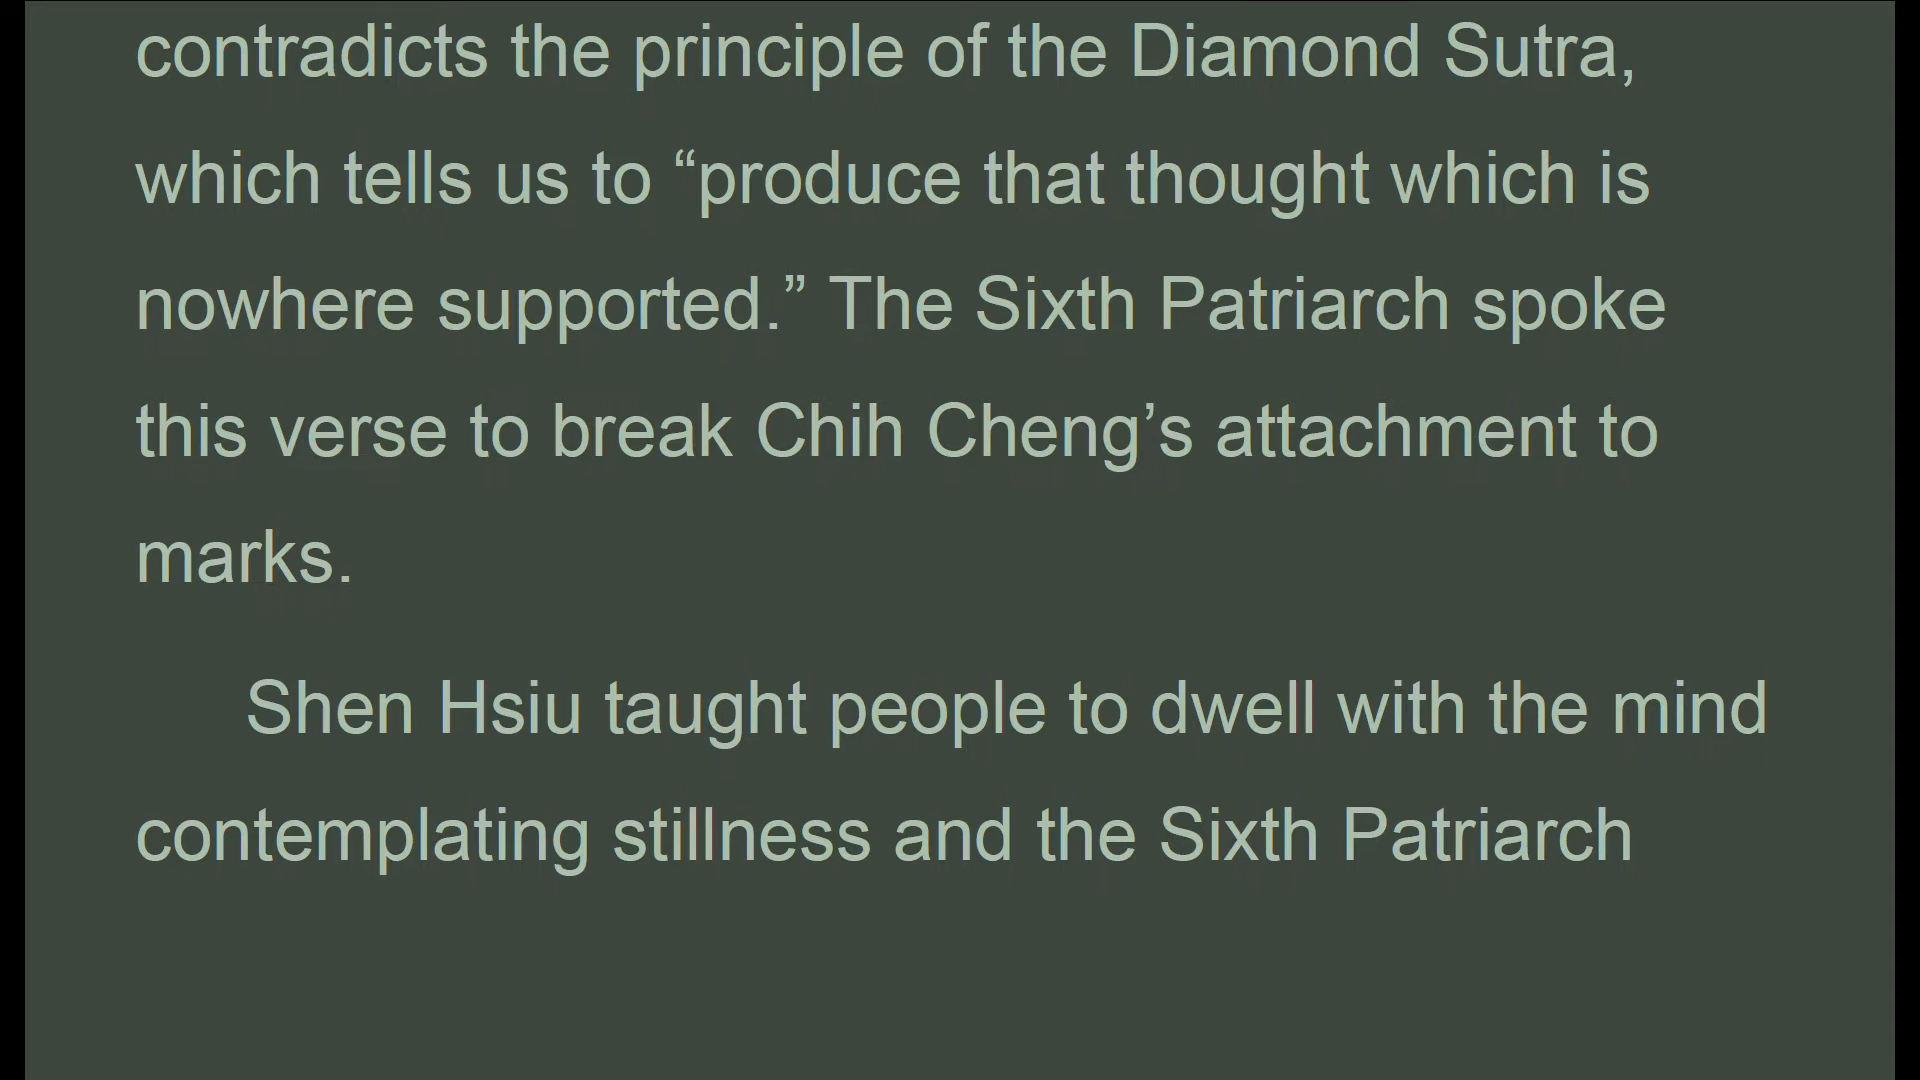 contradicts the principle of the Diamond Sutra,
which tells us to “produce that thought which is
nowhere supported.” The Sixth Patriarch spoke
this verse to break Chih Cheng’s attachment to
marks.
Shen Hsiu taught people to dwell with the mind
contemplating stillness and the Sixth Patriarch